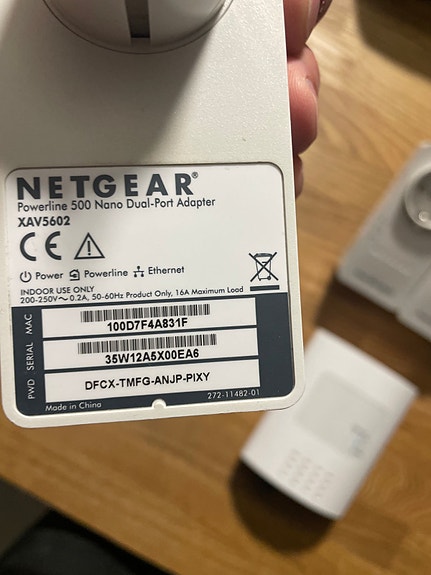 NETGEAR®
Powerline 500 Nano Dual-Port Adapter
XAV5602
CE
Power Powerline Ethernet
INDOOR USE ONLY
200-250V~ 0.2A, 50-60Hz Product Only, 16A Maximum Load
MAC
100D7F4A831F
SERIAL
35W12A5X00EA6
PWD
DFCX-TMFG-ANJP-PIXY
Made in China
272-11482-01